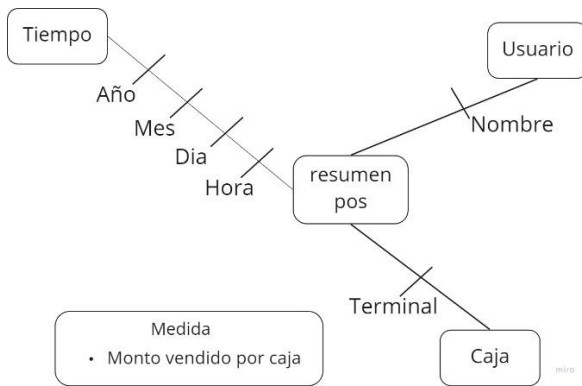 Tiempo
Usuario
Año
Mes
Dia
Hora
Nombre
resumen
pos
Terminal
Medida
• Monto vendido por caja
Caja
miro